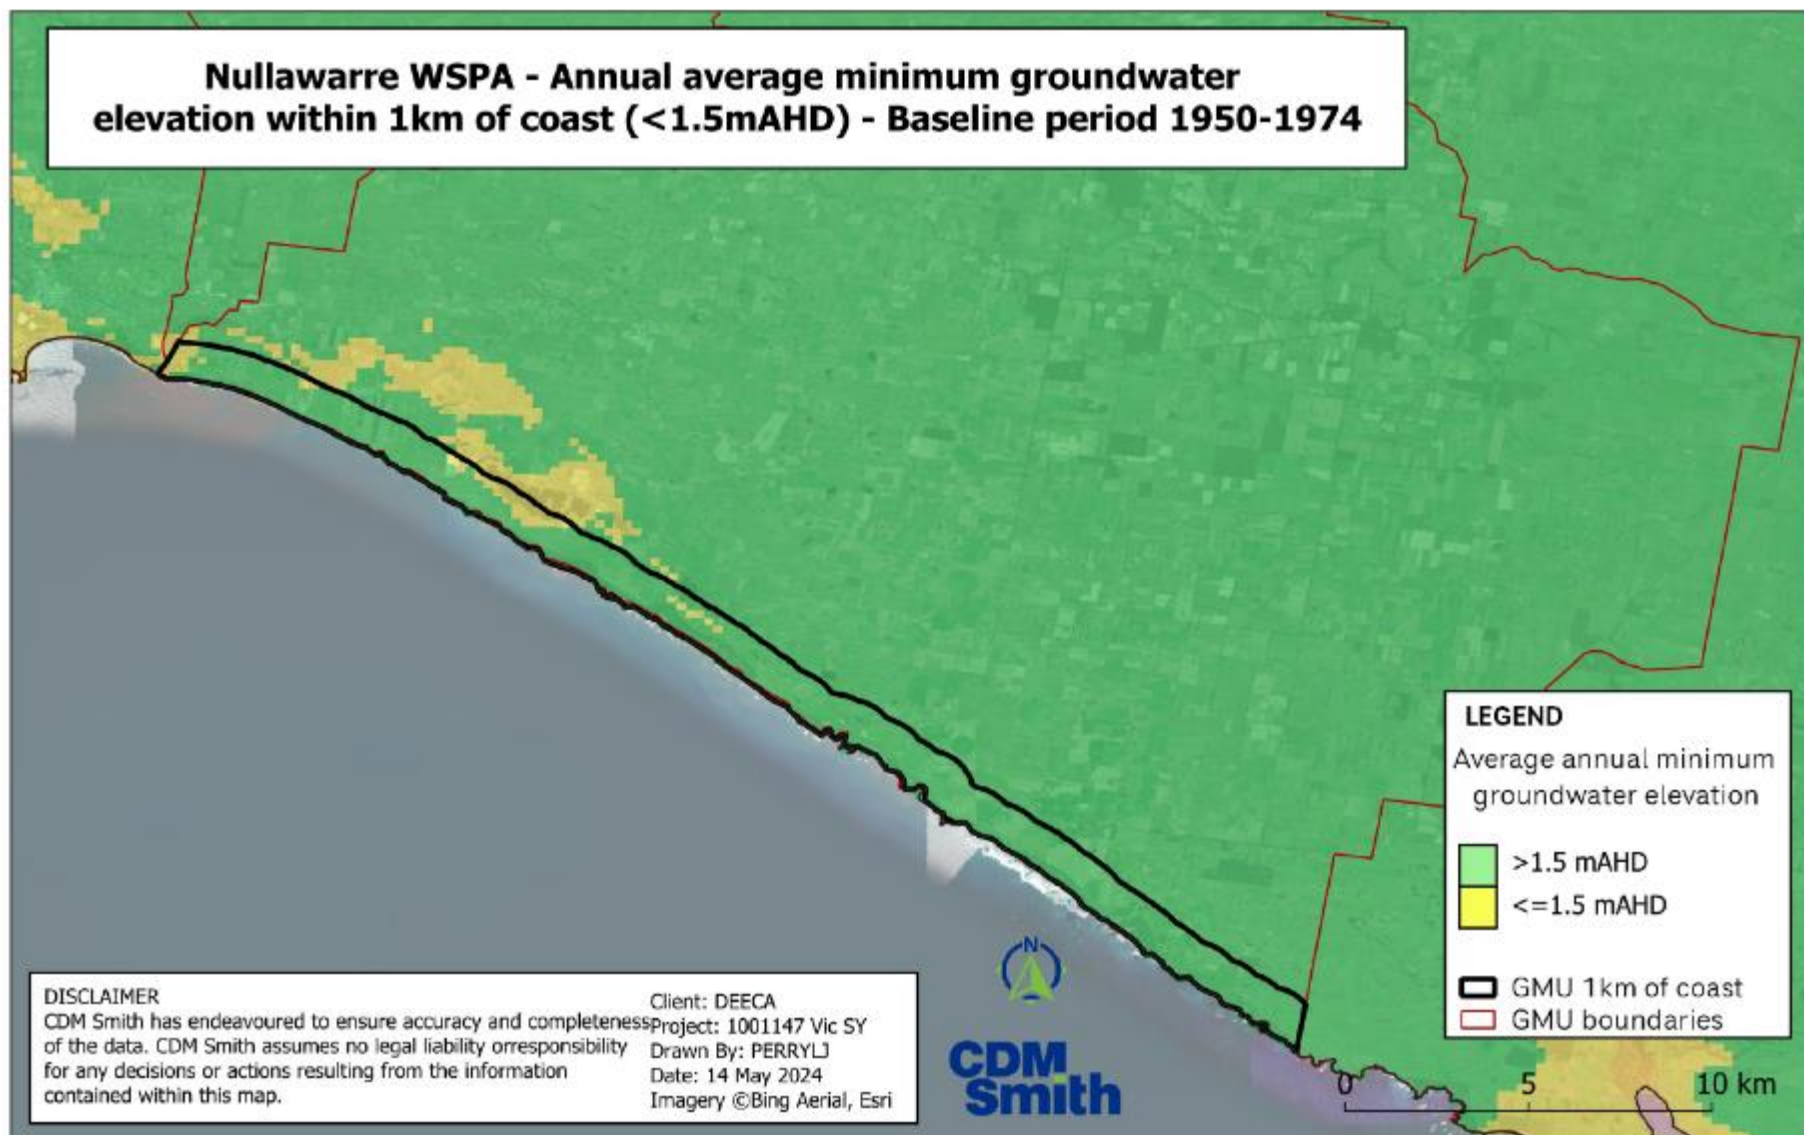 Nullawarre WSPA - Annual average minimum groundwater
elevation within 1km of coast (<1.5mAHD) - Baseline period 1950-1974
LEGEND
Average annual minimum
groundwater elevation
>1.5 mAHD
<=1.5 mAHD
GMU 1km of coast
GMU boundaries
0 5 10 km
N
CDM
Smith
DISCLAIMER
CDM Smith has endeavoured to ensure accuracy and completeness
of the data. CDM Smith assumes no legal liability orresponsibility
for any decisions or actions resulting from the information
contained within this map.
Client: DEECA
Project: 1001147 Vic SY
Drawn By: PERRYLJ
Date: 14 May 2024
Imagery ©Bing Aerial, Esri